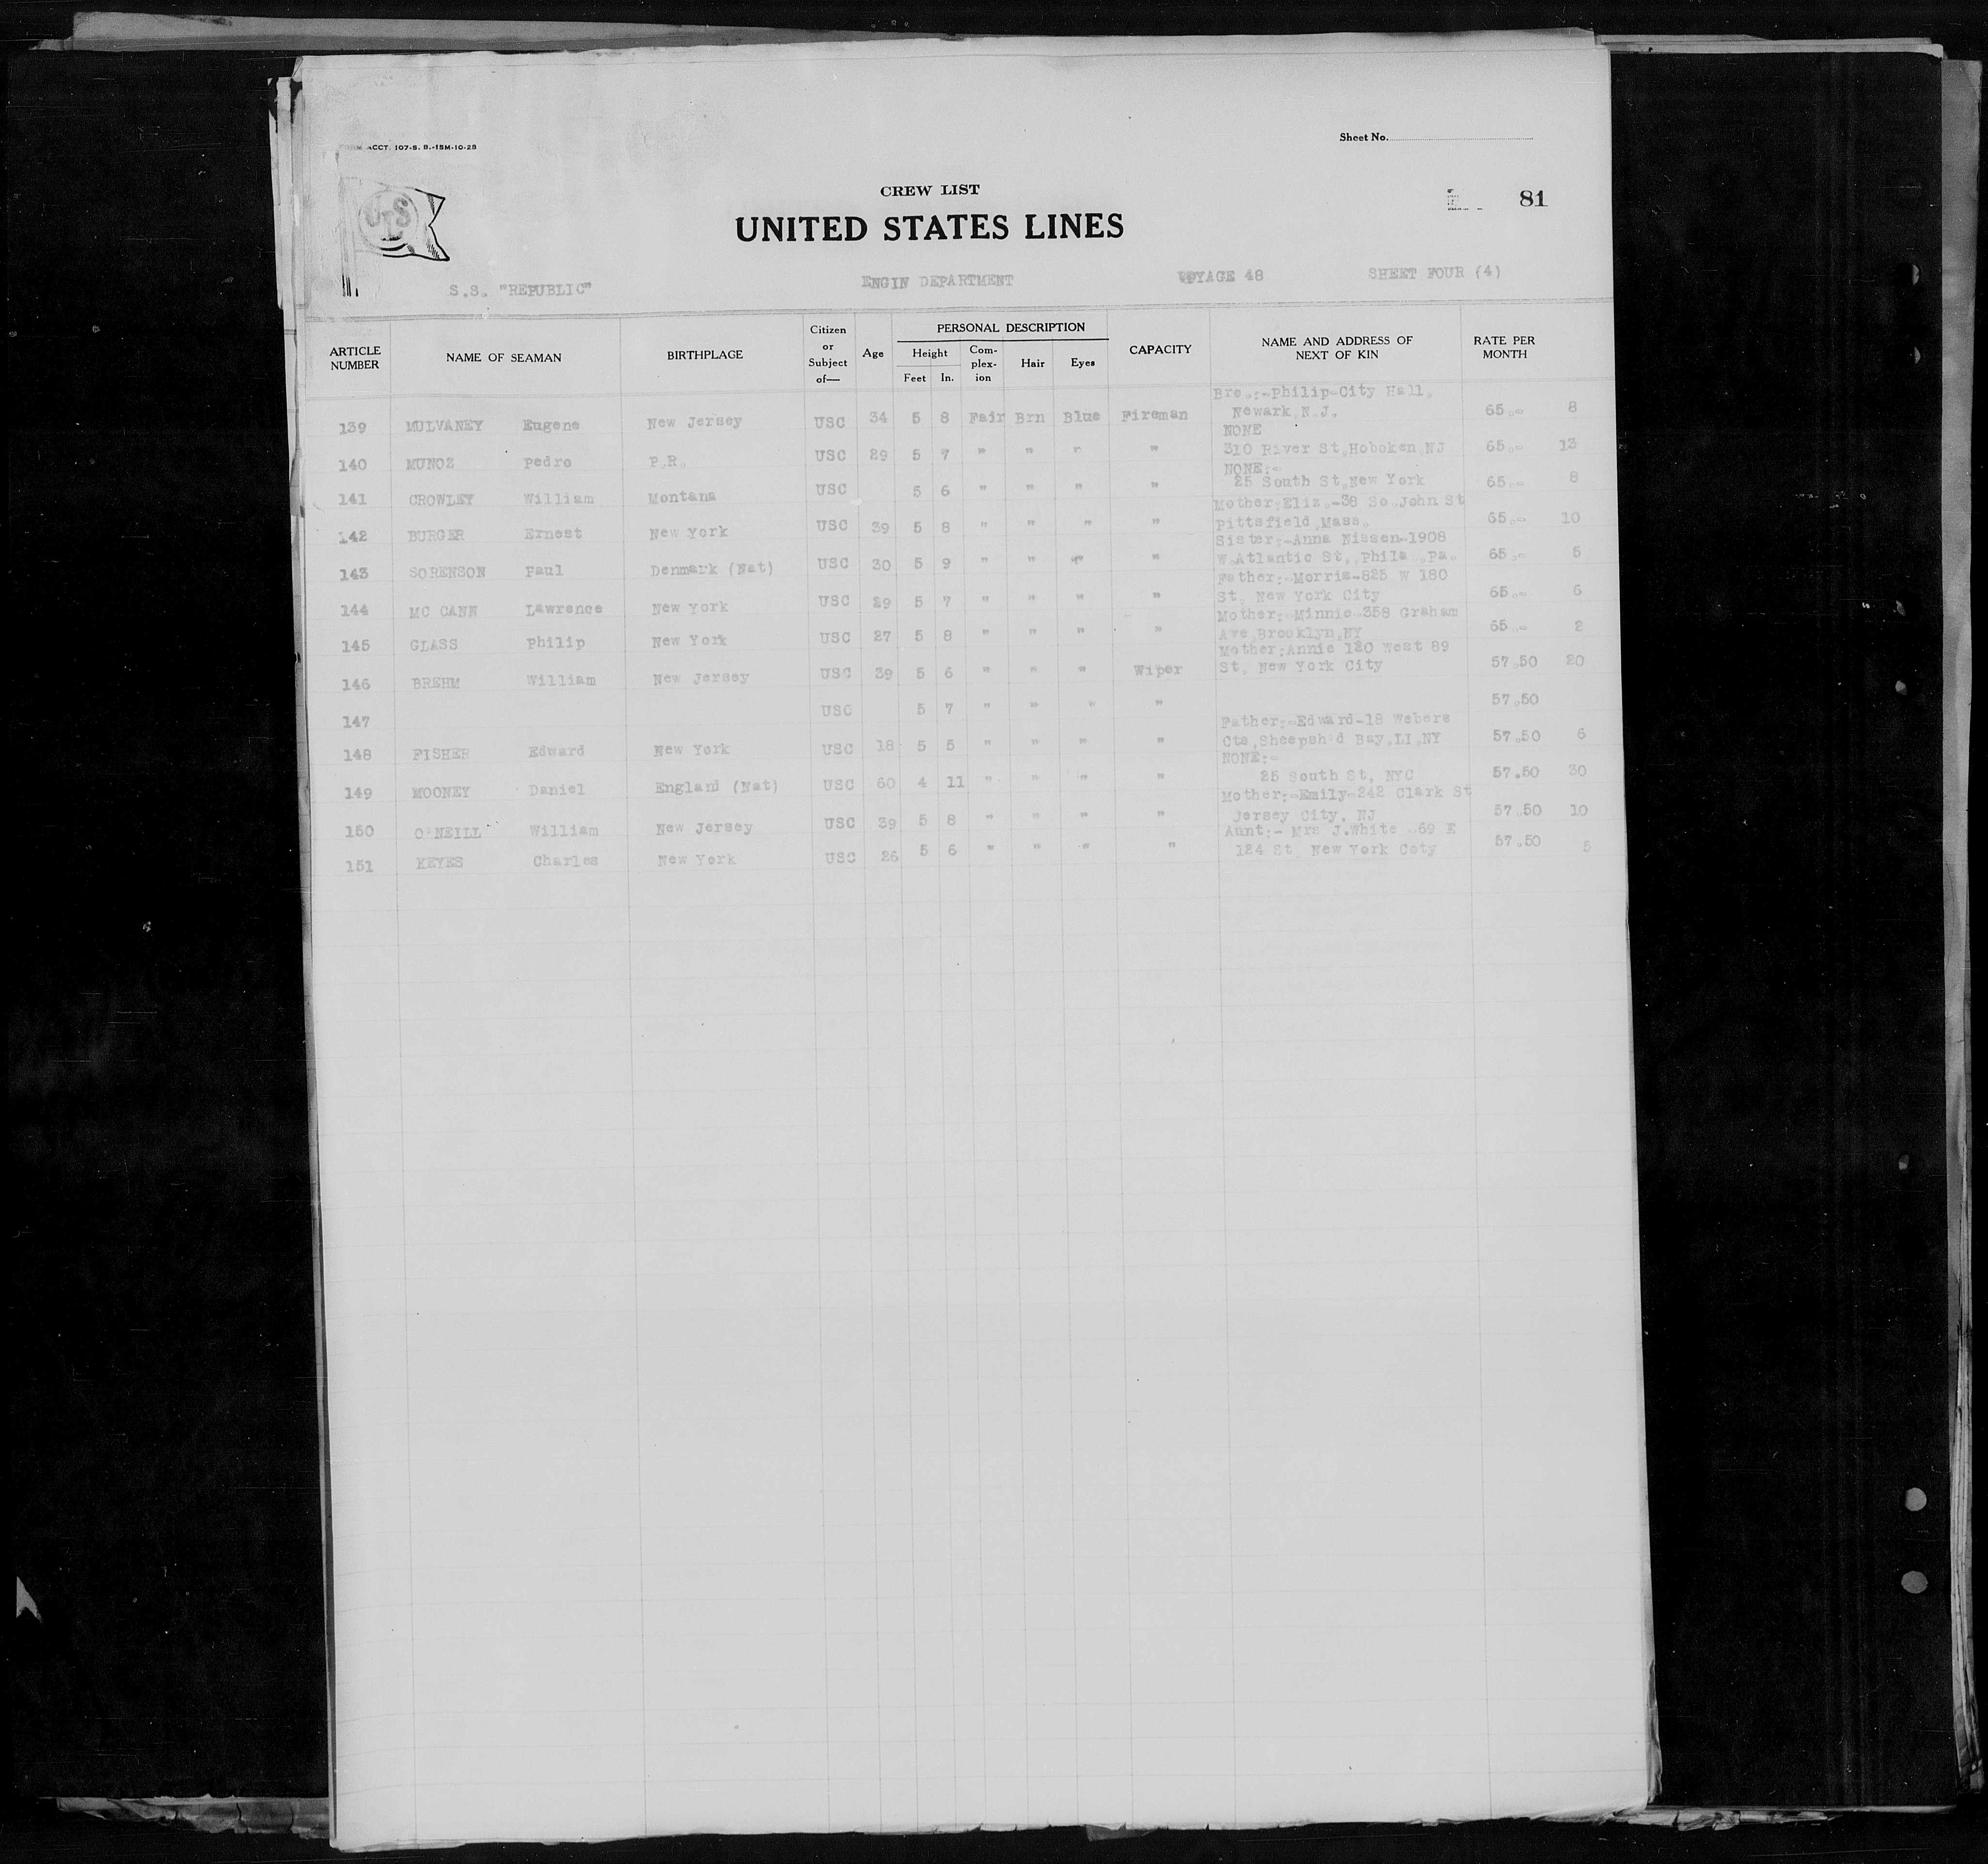 FORM ACCT. 107-S. B.-15M-10-28
Sheet No.
CREW LIST
81
UNITED STATES LINES
USL
S.S. "REPUBLIC" ENGIN DEPARTMENT VOYAGE 48 SHEET FOUR (4)
ARTICLE NUMBER NAME OF SEAMAN BIRTHPLACE Citizen or Subject of— Age PERSONAL DESCRIPTION Height Feet In. Com-plex-ion Hair Eyes CAPACITY NAME AND ADDRESS OF NEXT OF KIN RATE PER MONTH
Bro.:-Philip-City Hall.
139 MULVANEY Eugene New Jersey USC 34 5 8 Fair Brn Blue Fireman Newark.N.J. 65.- 8
NONE
140 MUNOZ Pedro P.R. USC 29 5 7 " " " " 310 River St.Hoboken.NJ 65.- 13
NONE:-
141 CROWLEY William Montana USC 5 6 " " " " 25 South St.New York 65.- 8
Mother:Eliz.-38 So.John St
142 BURGER Ernest New York USC 39 5 8 " " " " Pittsfield.Mass. 65.- 10
Sister:-Anna Nissen-1908
143 SORENSON Paul Denmark (Nat) USC 30 5 9 " " " " W.Atlantic St. Phila .Pa. 65.- 5
Father:-Morris-825 W 180
144 MC CANN Lawrence New York USC 29 5 7 " " " " St. New York City 65.- 6
Mother:-Minnie-358 Graham
145 GLASS Philip New York USC 27 5 8 " " " " Ave.Brooklyn.NY 65.- 2
Mother:Annie 120 West 89
146 BREHM William New Jersey USC 39 5 6 " " " Wiper St. New York City 57.50 20
147 USC 5 7 " " " " 57.50
Father:-Edward-18 Webers
148 FISHER Edward New York USC 18 5 5 " " " " Cts.Sheepsh'd Bay.LI.NY 57.50 6
NONE:-
149 MOONEY Daniel England (Nat) USC 60 4 11 " " " " 25 South St, NYC 57.50 30
Mother:-Emily-242 Clark St
150 O'NEILL William New Jersey USC 39 5 8 " " " " Jersey City, NJ 57.50 10
Aunt:- Mrs J.White .69 E
151 KEYES Charles New York USC 26 5 6 " " " " 124 St. New York Coty 57.50 5